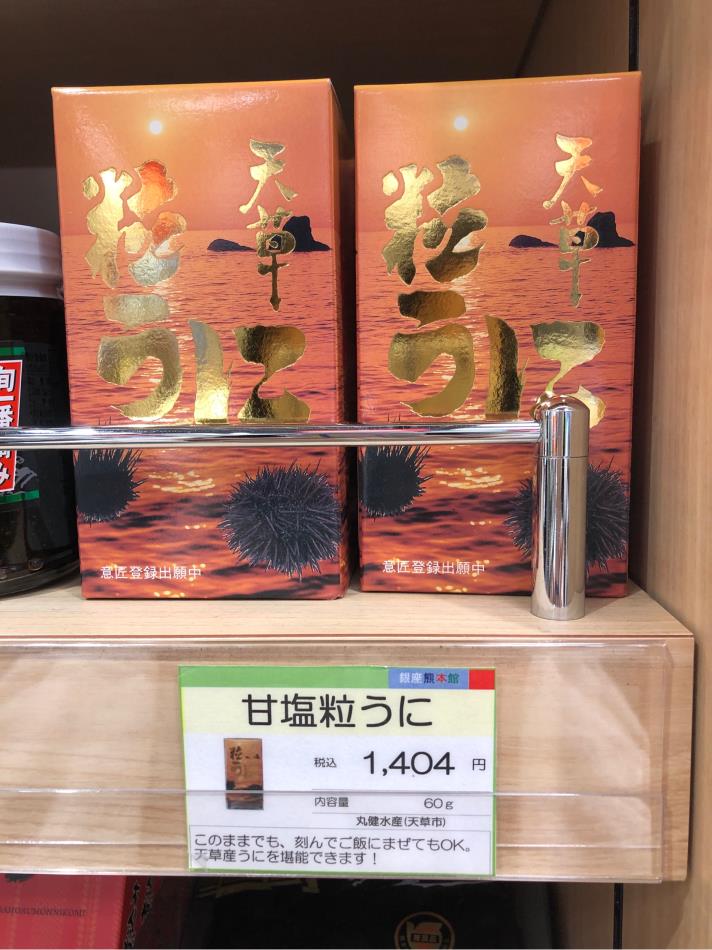 天草
粒うに
意匠登録出願中
天草
粒うに
意匠登録出願中
銀座熊本館
甘塩粒うに
税込 1,404 円
内容量 60g
丸健水産(天草市)
このままでも、刻んでご飯にまぜてもOK。
天草産うにを堪能できます!